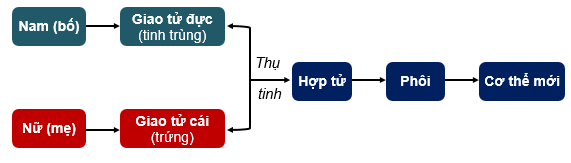 Nam (bố)
Giao tử đực
(tinh trùng)
Thụ
tinh
Hợp tử
Phôi
Cơ thể mới
Nữ (mẹ)
Giao tử cái
(trứng)